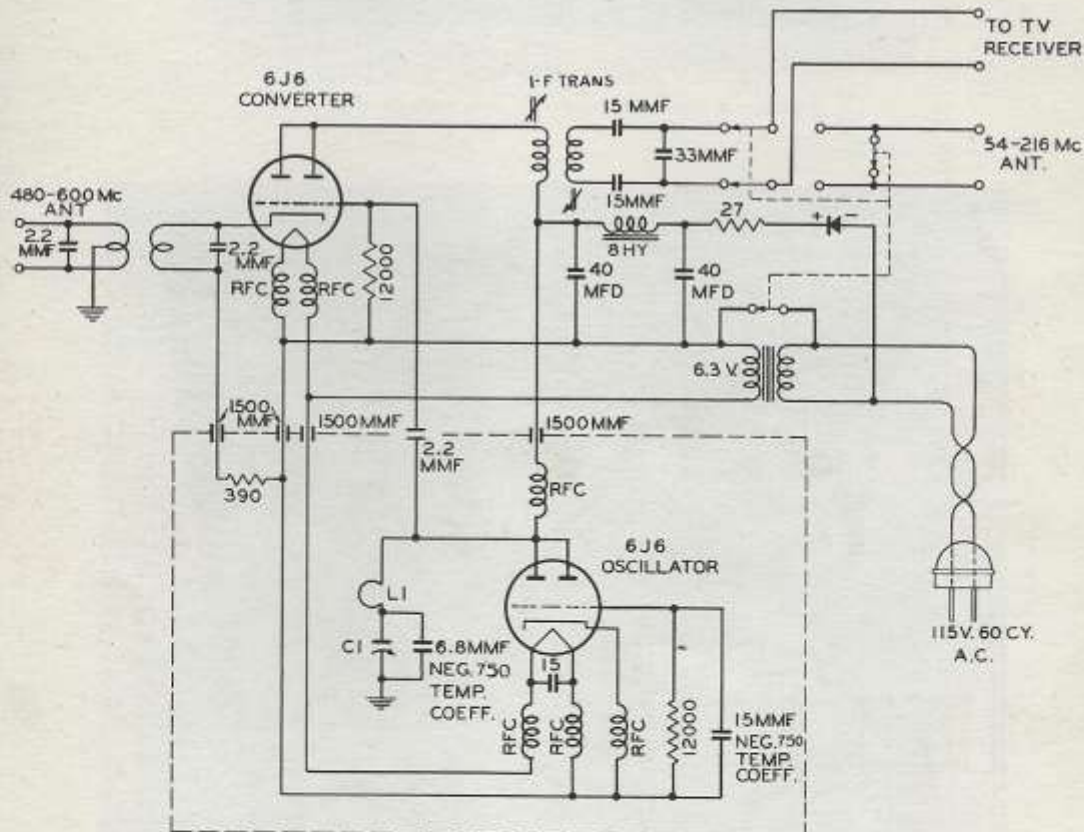 TO TV
RECEIVER
6J6
CONVERTER
I-F TRANS
15 MMF
33MMF
15MMF
54-216 Mc
ANT.
480-600 Mc
ANT
2.2
MMF
2.2
MMF
RFC
RFC
12000
8 HY
27
+
-
40
MFD
40
MFD
6.3 V.
1500
MMF
1500 MMF
2.2
MMF
1500 MMF
390
RFC
6J6
OSCILLATOR
L1
C1
6.8MMF
NEG. 750
TEMP.
COEFF.
15
RFC
RFC
RFC
12000
15MMF
NEG. 750
TEMP.
COEFF.
115V. 60 CY.
A.C.